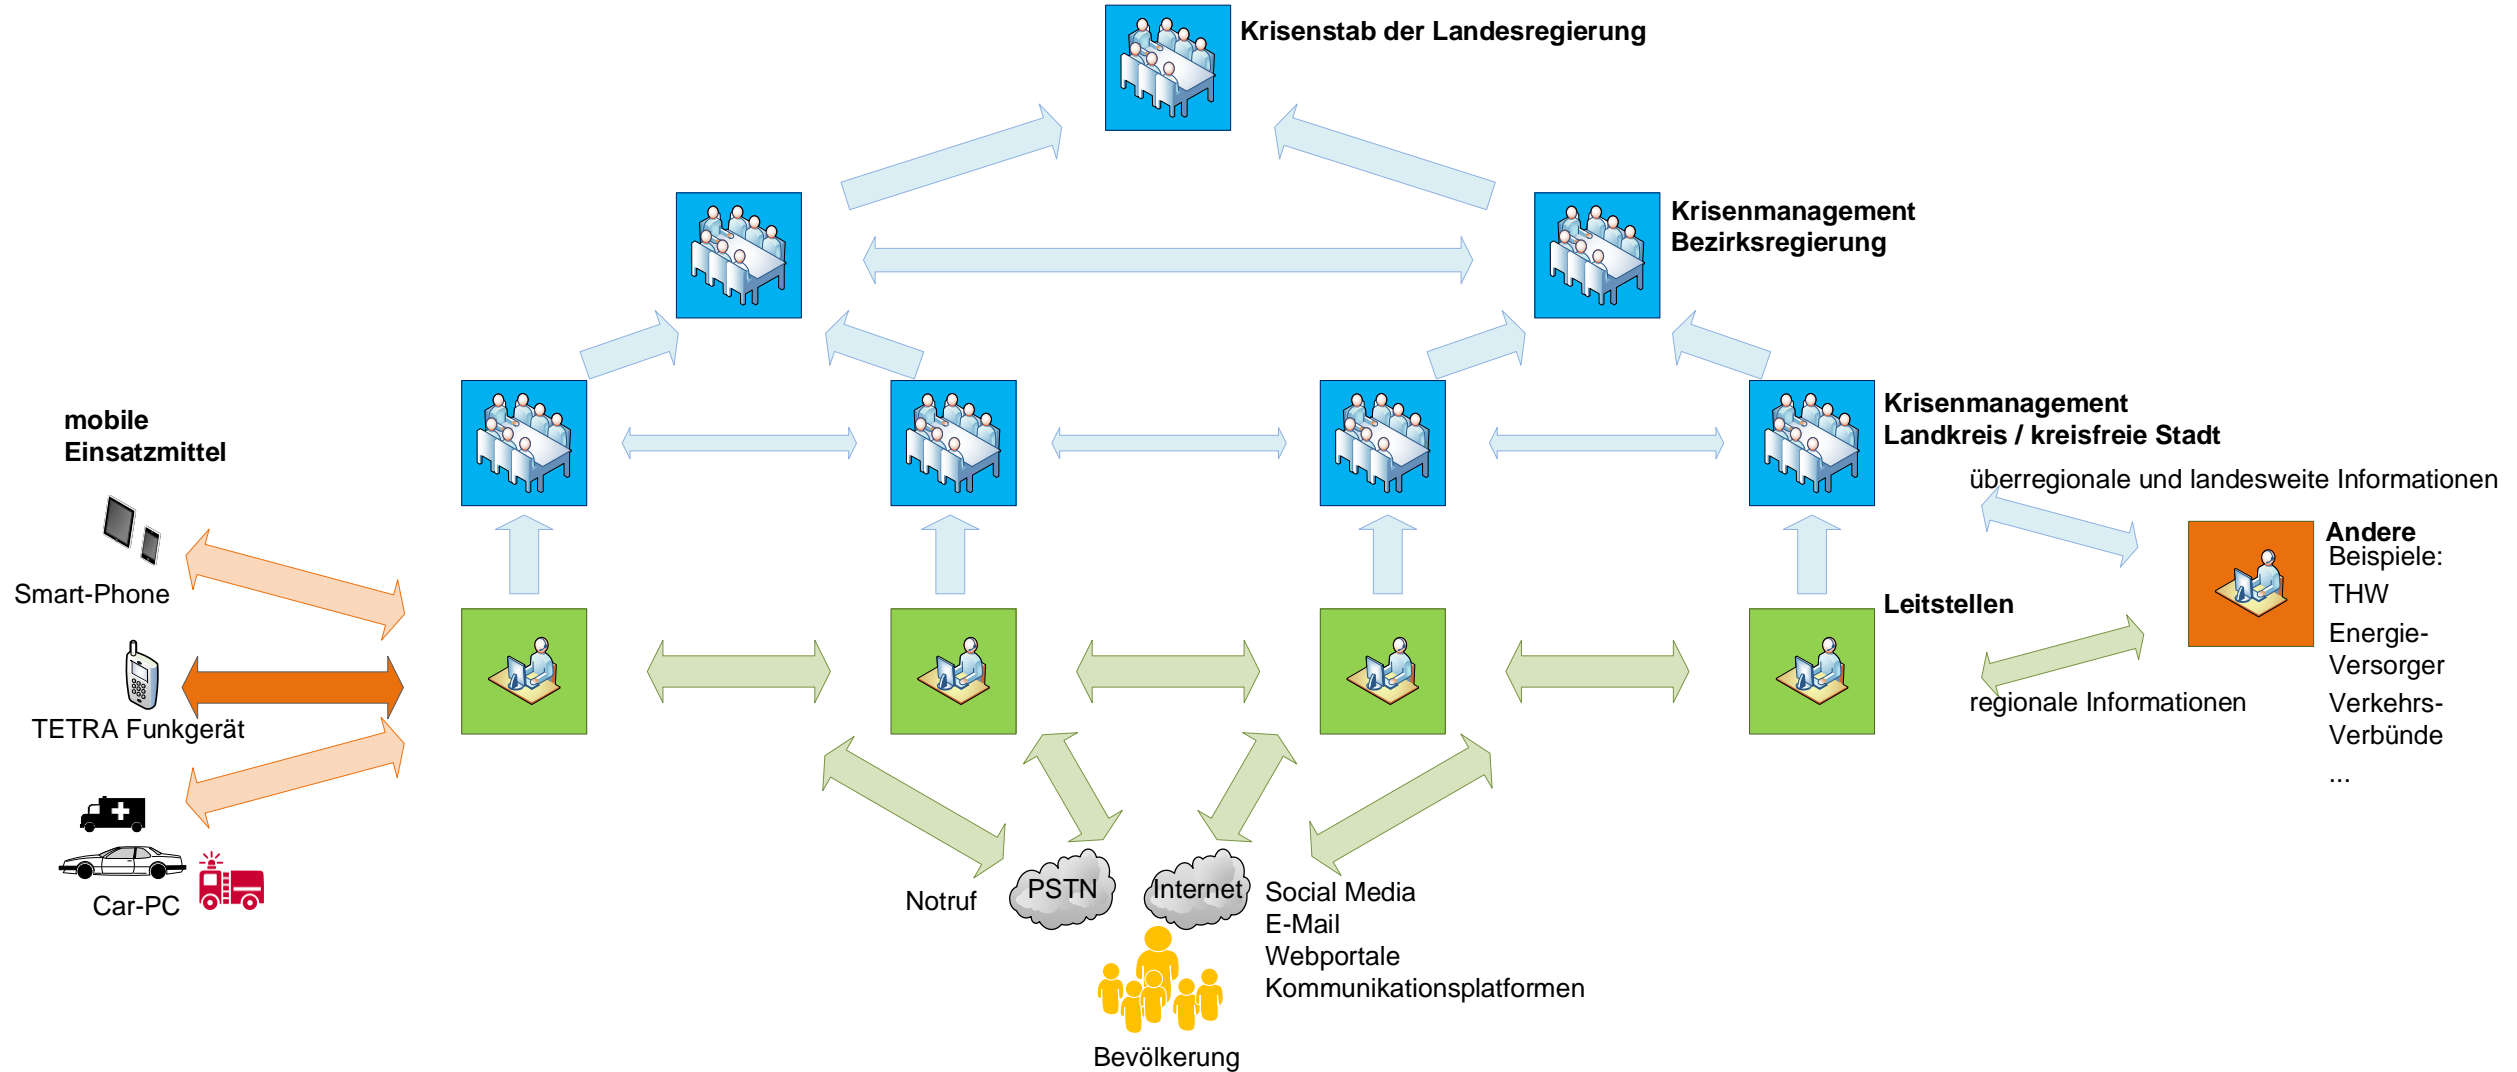 Krisenstab der Landesregierung
Krisenmanagement
Bezirksregierung
mobile
Einsatzmittel
Krisenmanagement
Landkreis / kreisfreie Stadt
überregionale und landesweite Informationen
Andere
Beispiele:
THW
Energie-
Versorger
Verkehrs-
Verbünde
...
Smart-Phone
Leitstellen
regionale Informationen
TETRA Funkgerät
Car-PC
Notruf
PSTN
Internet
Social Media
E-Mail
Webportale
Kommunikationsplatformen
Bevölkerung